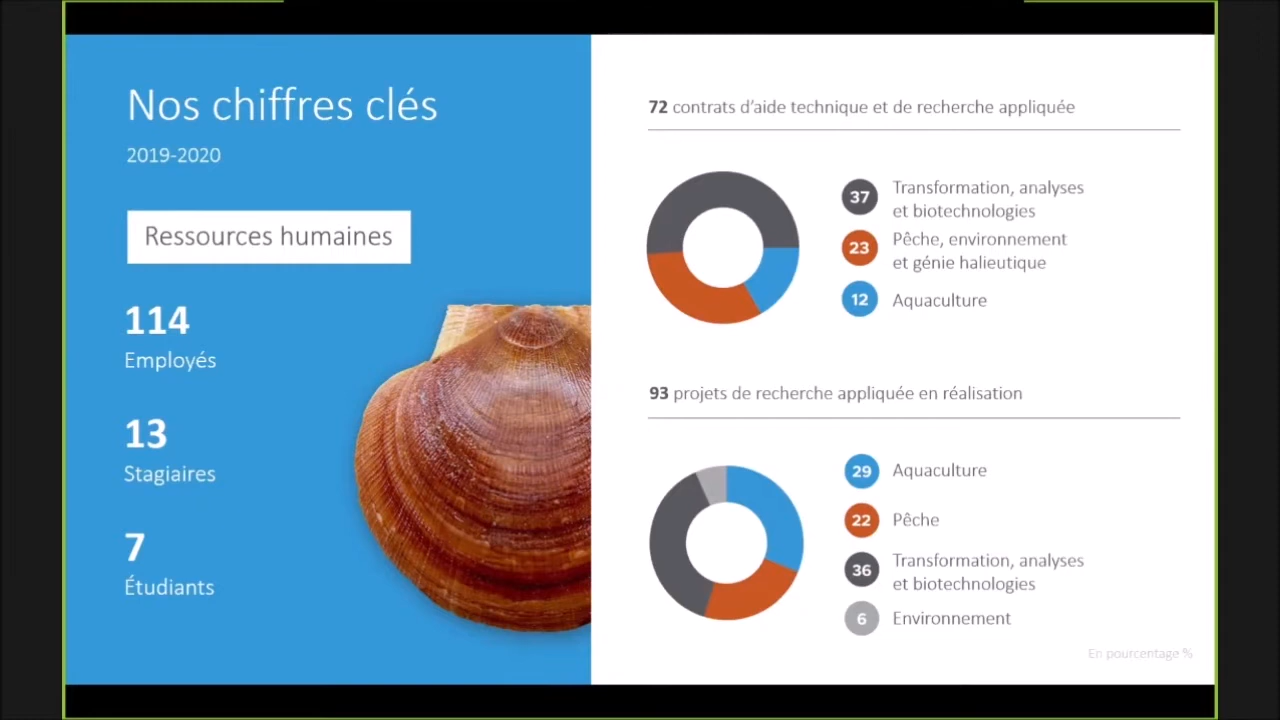 Nos chiffres clés
2019-2020
Ressources humaines
114
Employés
13
Stagiaires
7
Étudiants
72 contrats d'aide technique et de recherche appliquée
37 Transformation, analyses
et biotechnologies
23 Pêche, environnement
et génie halieutique
12 Aquaculture
93 projets de recherche appliquée en réalisation
29 Aquaculture
22 Pêche
36 Transformation, analyses
et biotechnologies
6 Environnement
En pourcentage %